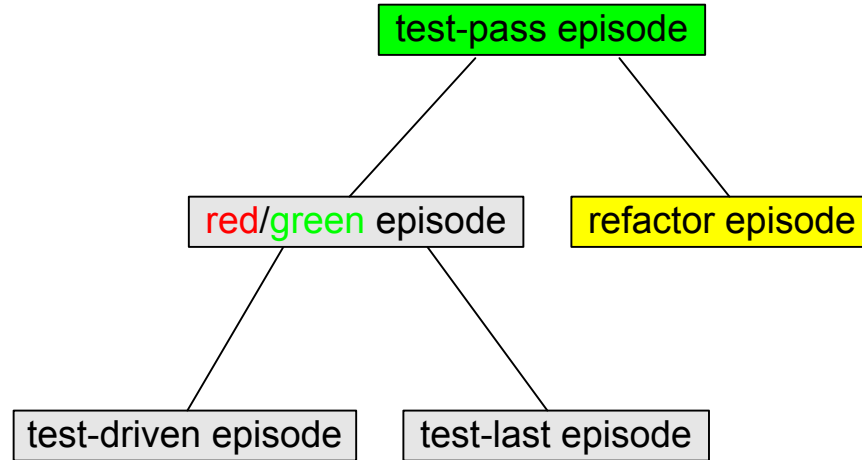 test-pass episode
red/green episode
refactor episode
test-driven episode
test-last episode